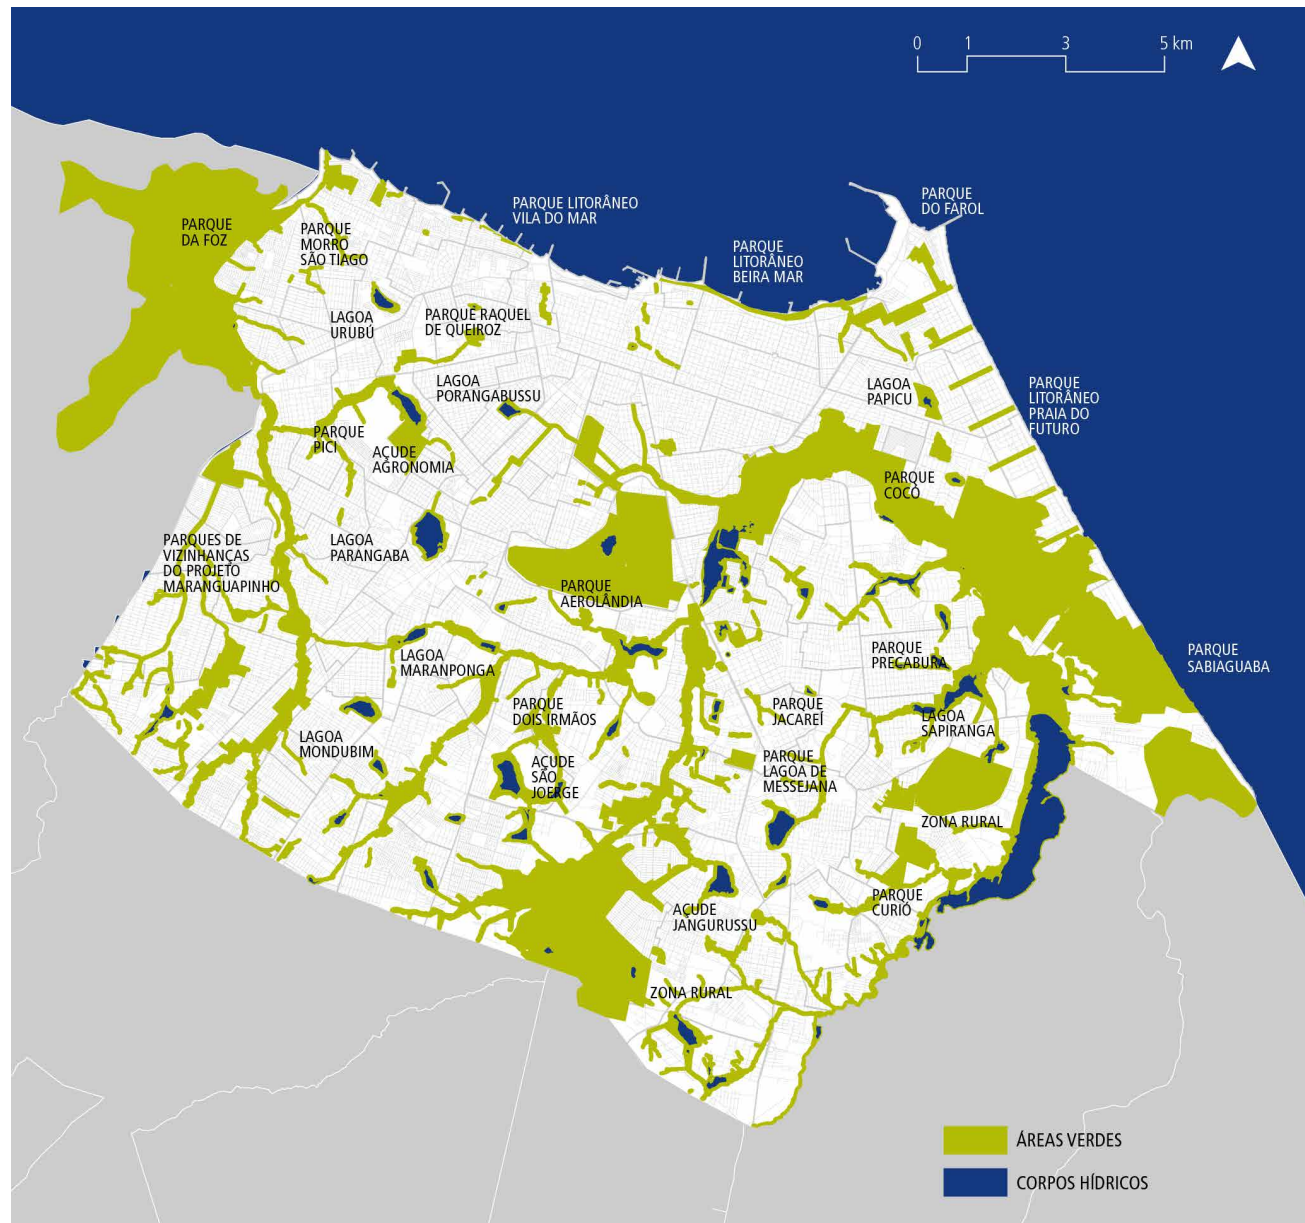 0 1 3 5 km
PARQUE
DO FAROL
PARQUE LITORÂNEO
VILA DO MAR
PARQUE
DA FOZ
PARQUE
MORRO
SÃO TIAGO
PARQUE
LITORÂNEO
BEIRA MAR
LAGOA
URUBÚ
PARQUE RAQUEL
DE QUEIROZ
LAGOA
PORANGABUSSU
LAGOA
PAPICU
PARQUE
LITORÂNEO
PRAIA DO
FUTURO
PARQUE
PICI
AÇUDE
AGRONOMIA
PARQUE
COCÓ
PARQUES DE
VIZINHANÇAS
DO PROJETO
MARANGUAPINHO
LAGOA
PARANGABA
PARQUE
AEROLÂNDIA
LAGOA
MARANPONGA
PARQUE
PRECABURA
PARQUE
SABIAGUABA
PARQUE
DOIS IRMÃOS
PARQUE
JACAREÍ
LAGOA
SAPIRANGA
LAGOA
MONDUBIM
AÇUDE
SÃO
JOERGE
PARQUE
LAGOA DE
MESSEJANA
ZONA RURAL
PARQUE
CURIÓ
AÇUDE
JANGURUSSU
ZONA RURAL
ÁREAS VERDES
CORPOS HÍDRICOS